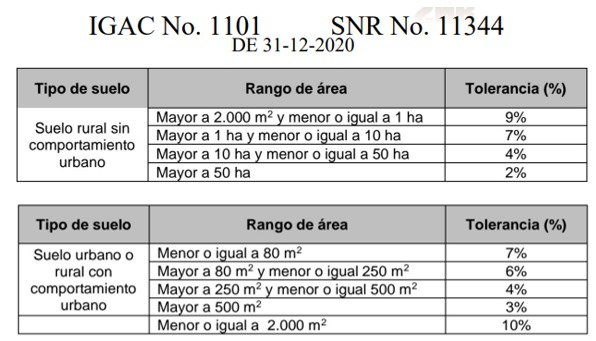 IGAC No. 1101 SNR No. 11344
DE 31-12-2020
Tipo de suelo Rango de área Tolerancia (%)
Suelo rural sin comportamiento urbano
Mayor a 2.000 m² y menor o igual a 1 ha 9%
Mayor a 1 ha y menor o igual a 10 ha 7%
Mayor a 10 ha y menor o igual a 50 ha 4%
Mayor a 50 ha 2%
Tipo de suelo Rango de área Tolerancia (%)
Suelo urbano o rural con comportamiento urbano
Menor o igual a 80 m² 7%
Mayor a 80 m² y menor o igual 250 m² 6%
Mayor a 250 m² y menor o igual 500 m² 4%
Mayor a 500 m² 3%
Menor o igual a 2.000 m² 10%